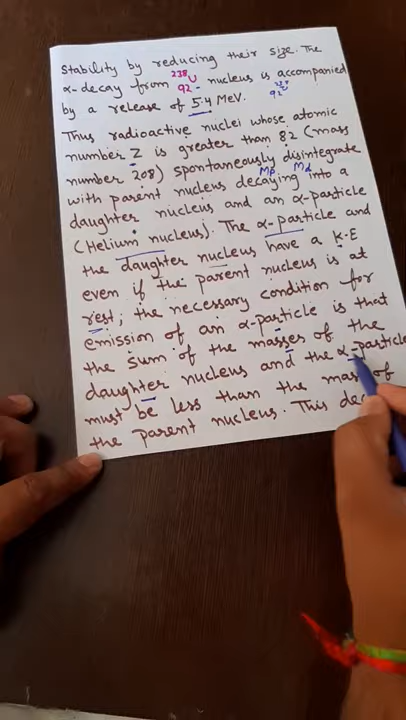 Stability by reducing their size. The
α-decay from ²³⁸₉₂U nucleus is accompanied
by a release of 5.4 MeV.
Thus radioactive nuclei whose atomic
number Z is greater than 82 (mass
number 208) spontaneously disintegrate
Mp Md
with parent nucleus decaying into a
daughter nucleus and an α-particle
(Helium nucleus). The α-particle and
the daughter nucleus have a K-E
even if the parent nucleus is at
rest; the necessary condition for
emission of an α-particle is that
the sum of the masses of the
daughter nucleus and the α-particle
must be less than the mass of
the parent nucleus. This